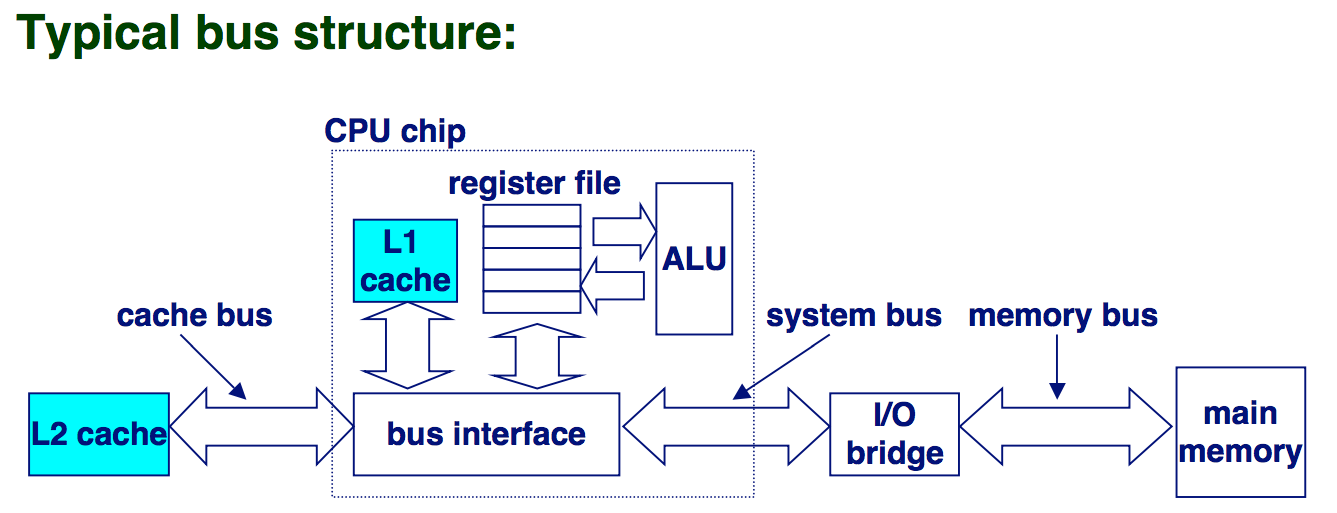 Typical bus structure:
CPU chip
register file
L1
cache
ALU
cache bus
system bus
memory bus
L2 cache
bus interface
I/O
bridge
main
memory